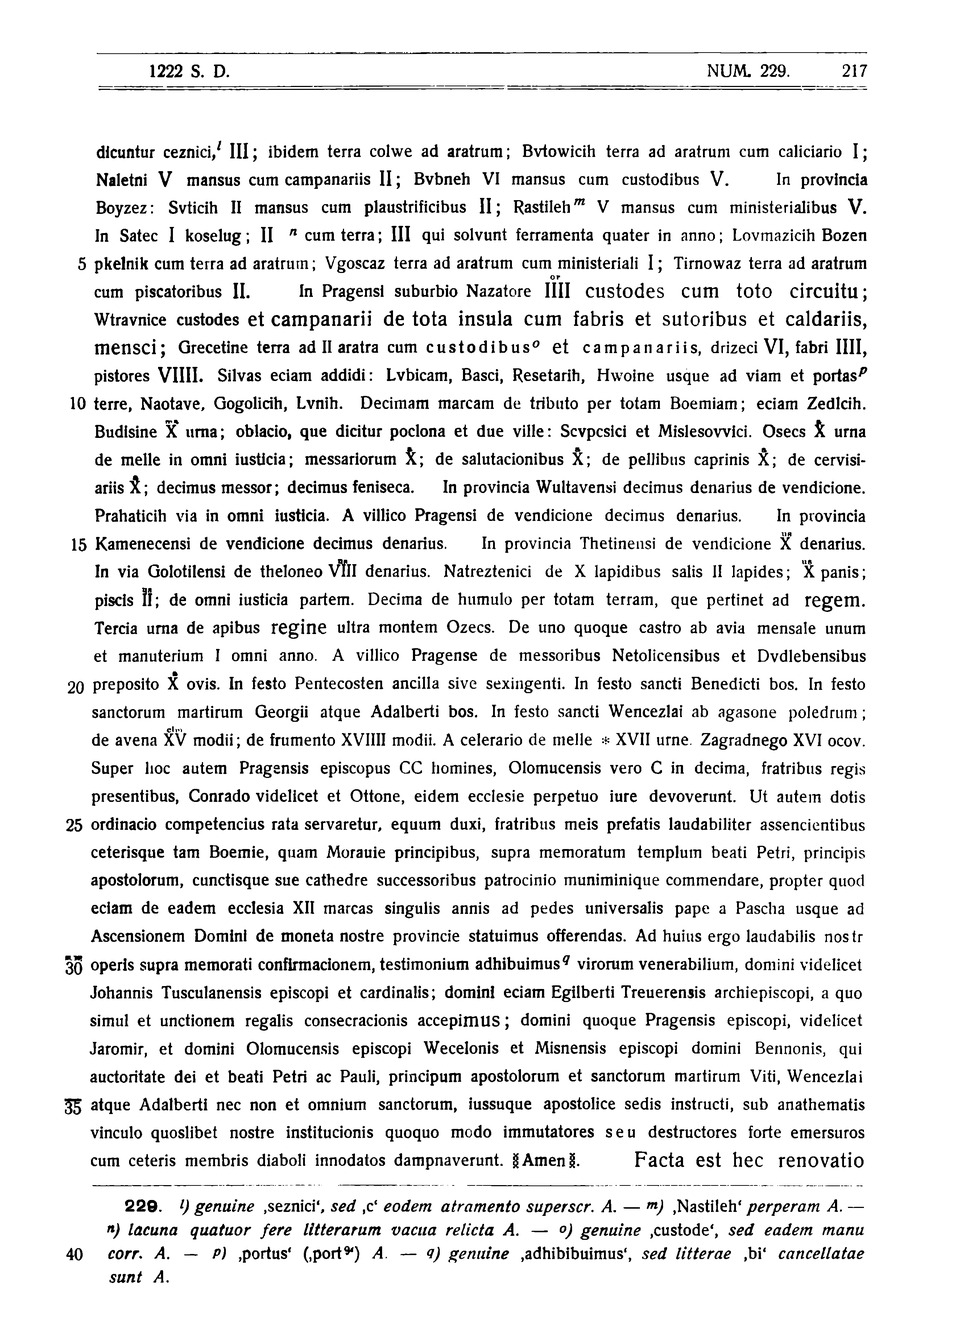 1222 S. D. NUM. 229. 217
dicuntur ceznici,l III; ibidem terra colwe ad aratrum; Bvtowicih terra ad aratrum cum caliciario I;
Naletni V mansus cum campanariis II; Bvbneh VI mansus cum custodibus V. In provincia
Boyzez: Svticih II mansus cum plaustrificibus II; Rastileh m V mansus cum ministerialibus V.
In Satec I koselug; II n cum terra; III qui solvunt ferramenta quater in anno; Lovmazicih Bozen
5 pkelnik cum terra ad aratrum; Vgoscaz terra ad aratrum cum ministeriali I; Tirnowaz terra ad aratrum
cum piscatoribus II. In Pragensi suburbio Nazatore IIII custodes cum toto circuitu;
Wtravnice custodes et campanarii de tota insula cum fabris et sutoribus et caldariis,
mensci; Grecetine terra ad II aratra cum custodibus o et campanariis, drizeci VI, fabri IIII,
pistores VIIII. Silvas eciam addidi: Lvbicam, Basci, Resetarih, Hwoine usque ad viam et portas p
10 terre, Naotave, Gogolicih, Lvnih. Decimam marcam de tributo per totam Boemiam; eciam Zedlcih.
Budlsine X urna; oblacio, que dicitur poclona et due ville: Scvpcsici et Mislesovvici. Osecs X urna
de melle in omni iusticia; messariorum X; de salutacionibus X; de pellibus caprinis X; de cervisi-
ariis X; decimus messor; decimus feniseca. In provincia Wultavensi decimus denarius de vendicione.
Prahaticih via in omni iusticia. A villico Pragensi de vendicione decimus denarius. In provincia
15 Kamenecensi de vendicione decimus denarius. In provincia Thetinensi de vendicione X denarius.
In via Golotilensi de theloneo VIII denarius. Natreztenici de X lapidibus salis II lapides; X panis;
piscis II; de omni iusticia partem. Decima de humulo per totam terram, que pertinet ad regem.
Tercia urna de apibus regine ultra montem Ozecs. De uno quoque castro ab avia mensale unum
et manuterium I omni anno. A villico Pragense de messoribus Netolicensibus et Dvdlebensibus
20 preposito X ovis. In festo Pentecosten ancilla sive sexingenti. In festo sancti Benedicti bos. In festo
sanctorum martirum Georgii atque Adalberti bos. In festo sancti Wencezlai ab agasone poledrum;
de avena XV modii; de frumento XVIIII modii. A celerario de melle * XVII urne. Zagradnego XVI ocov.
Super hoc autem Pragensis episcopus CC homines, Olomucensis vero C in decima, fratribus regis
presentibus, Conrado videlicet et Ottone, eidem ecclesie perpetuo iure devoverunt. Ut autem dotis
25 ordinacio competencius rata servaretur, equum duxi, fratribus meis prefatis laudabiliter assencientibus
ceterisque tam Boemie, quam Morauie principibus, supra memoratum templum beati Petri, principis
apostolorum, cunctisque sue cathedre successoribus patrocinio muniminique commendare, propter quod
eciam de eadem ecclesia XII marcas singulis annis ad pedes universalis pape a Pascha usque ad
Ascensionem Domini de moneta nostre provincie statuimus offerendas. Ad huius ergo laudabilis nostr
30 operis supra memorati confirmacionem, testimonium adhibuimus q virorum venerabilium, domini videlicet
Johannis Tusculanensis episcopi et cardinalis; domini eciam Egilberti Treuerensis archiepiscopi, a quo
simul et unctionem regalis consecracionis accepimus; domini quoque Pragensis episcopi, videlicet
Jaromir, et domini Olomucensis episcopi Wecelonis et Misnensis episcopi domini Bennonis, qui
auctoritate dei et beati Petri ac Pauli, principum apostolorum et sanctorum martirum Viti, Wencezlai
35 atque Adalberti nec non et omnium sanctorum, iussuque apostolice sedis instructi, sub anathematis
vinculo quoslibet nostre institucionis quoquo modo immutatores seu destructores forte emersuros
cum ceteris membris diaboli innodatos dampnaverunt. § Amen §. Facta est hec renovatio
229. l) genuine ,seznici‘, sed ,c‘ eodem atramento superscr. A. — m) ,Nastileh‘ perperam A. —
n) lacuna quatuor fere litterarum vacua relicta A. — o) genuine ,custode‘, sed eadem manu
40 corr. A. — p) ,portus‘ (,port9‘) A. — q) genuine ,adhibibuimus‘, sed litterae ,bi‘ cancellatae
sunt A.